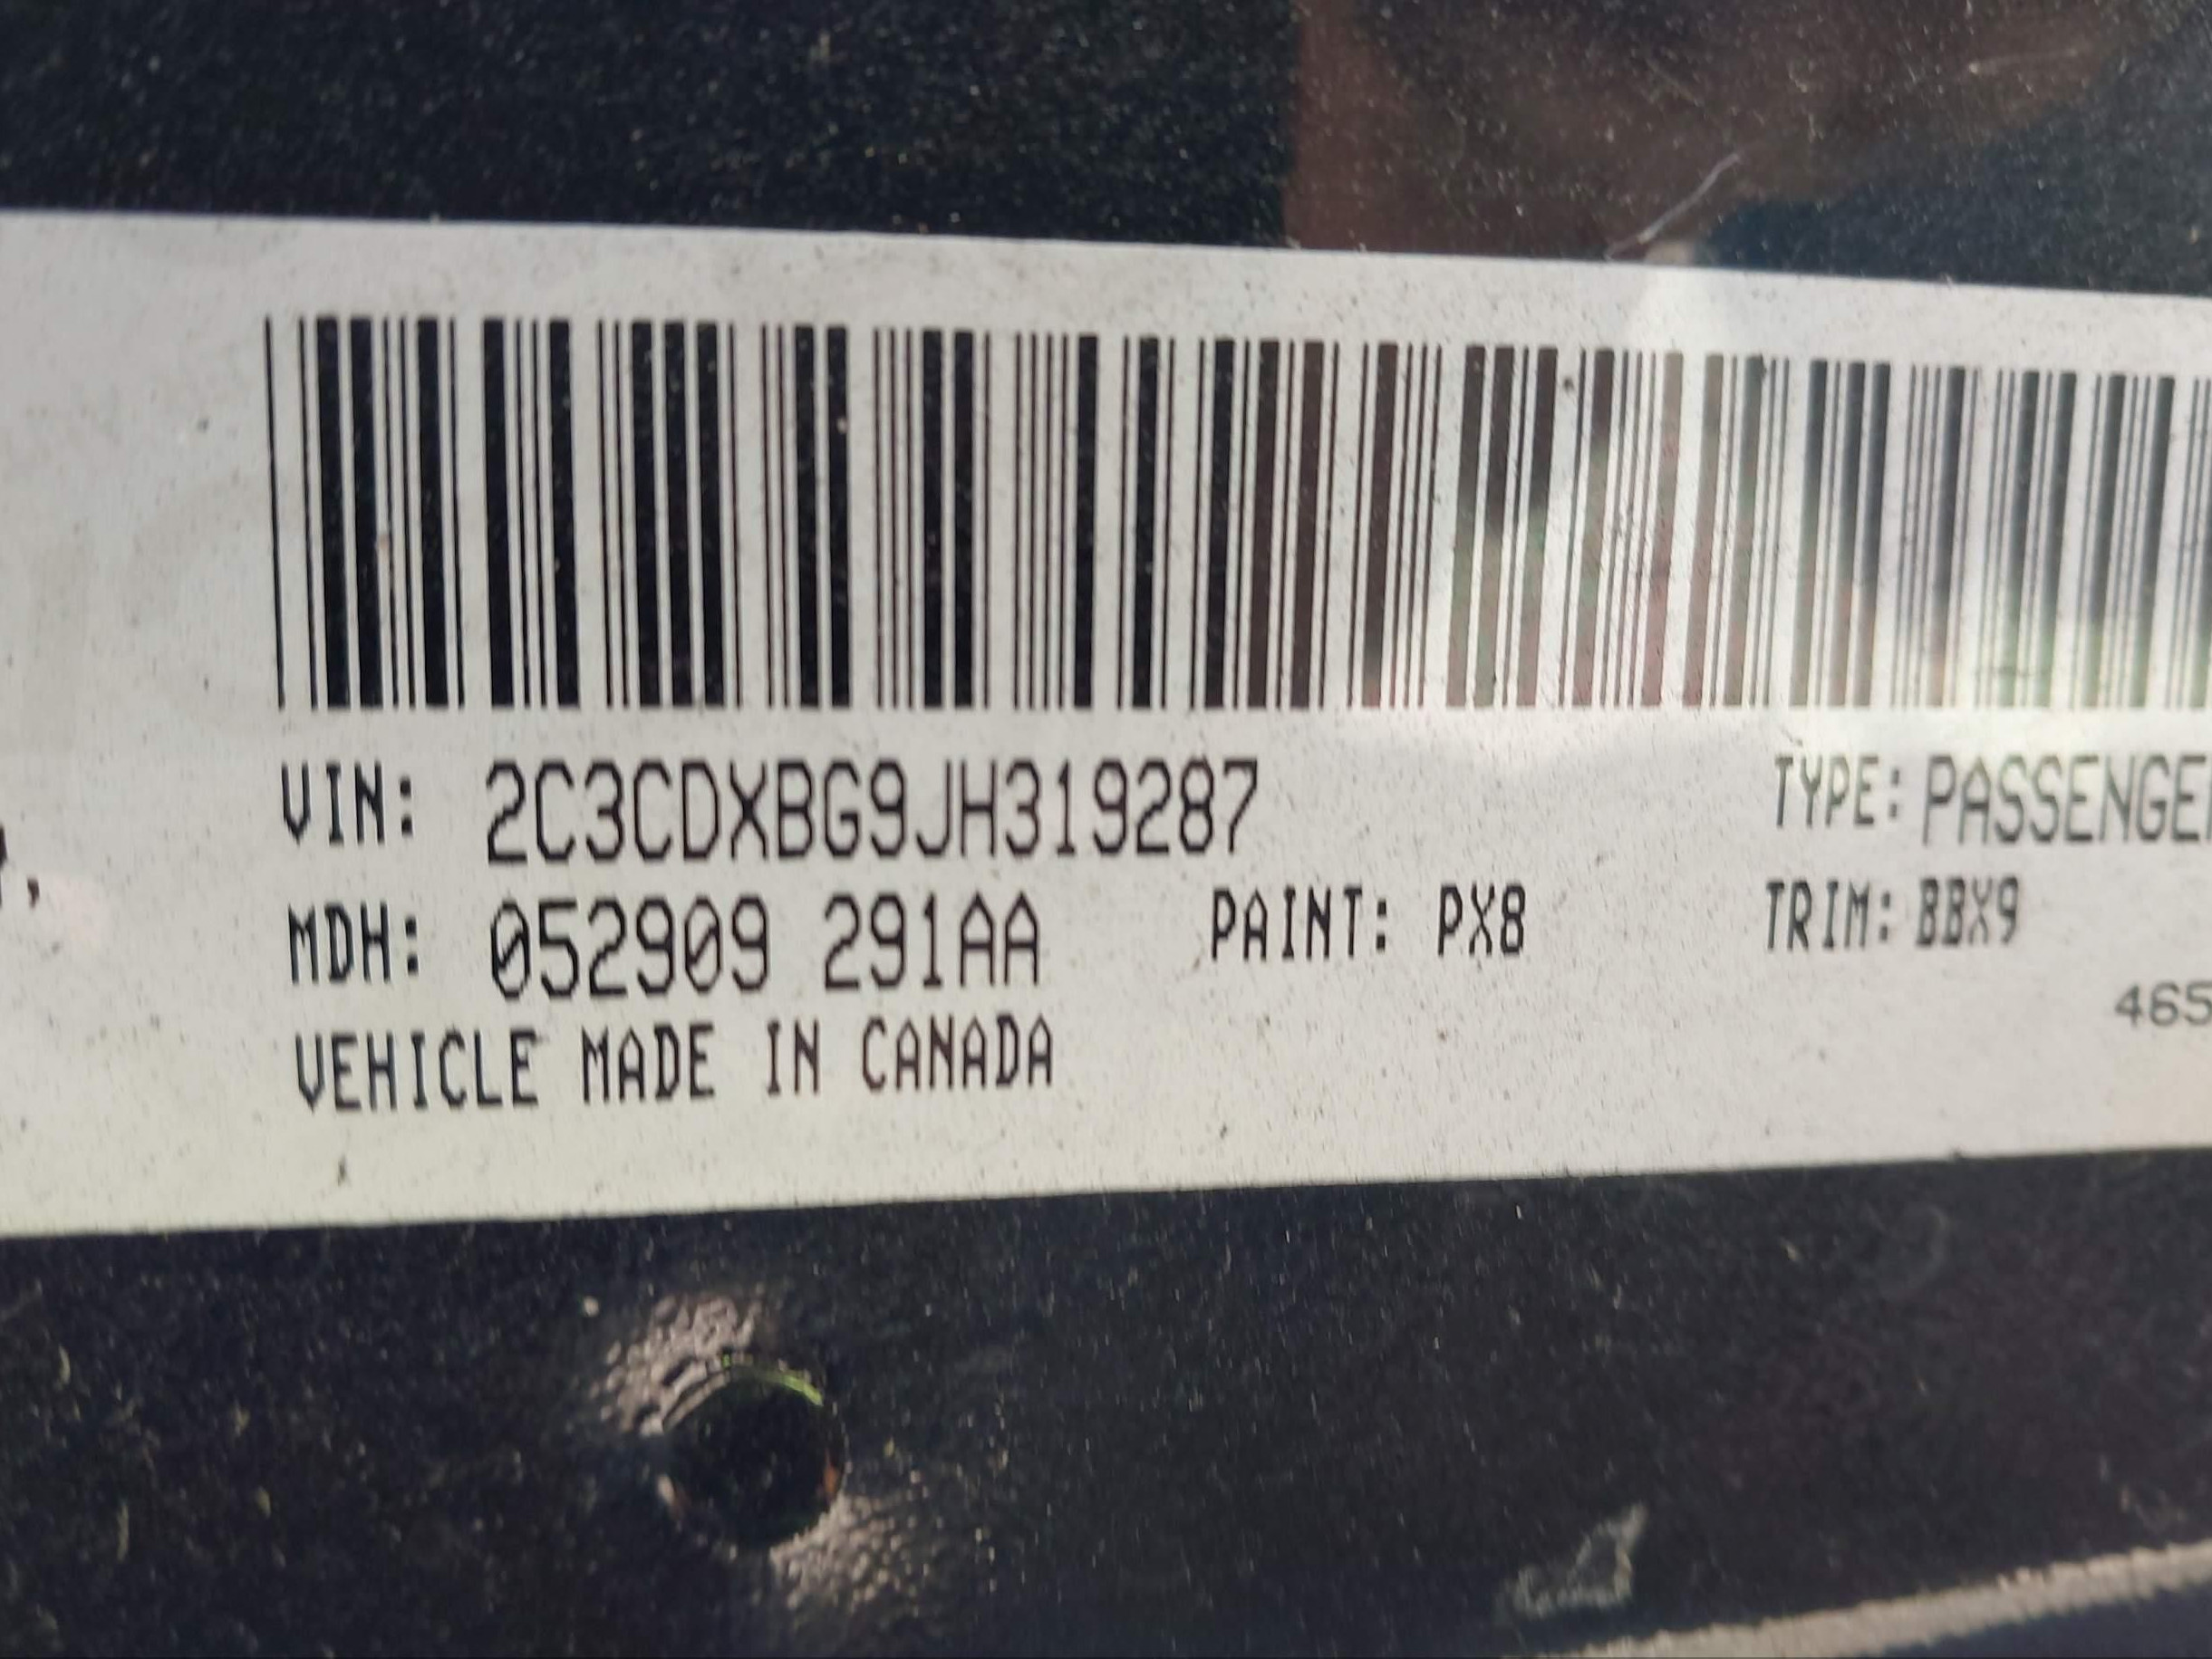 VIN: 2C3CDXBG9JH319287 TYPE: PASSENGE
MDH: 052909 291AA PAINT: PX8 TRIM: BBX9
465
VEHICLE MADE IN CANADA